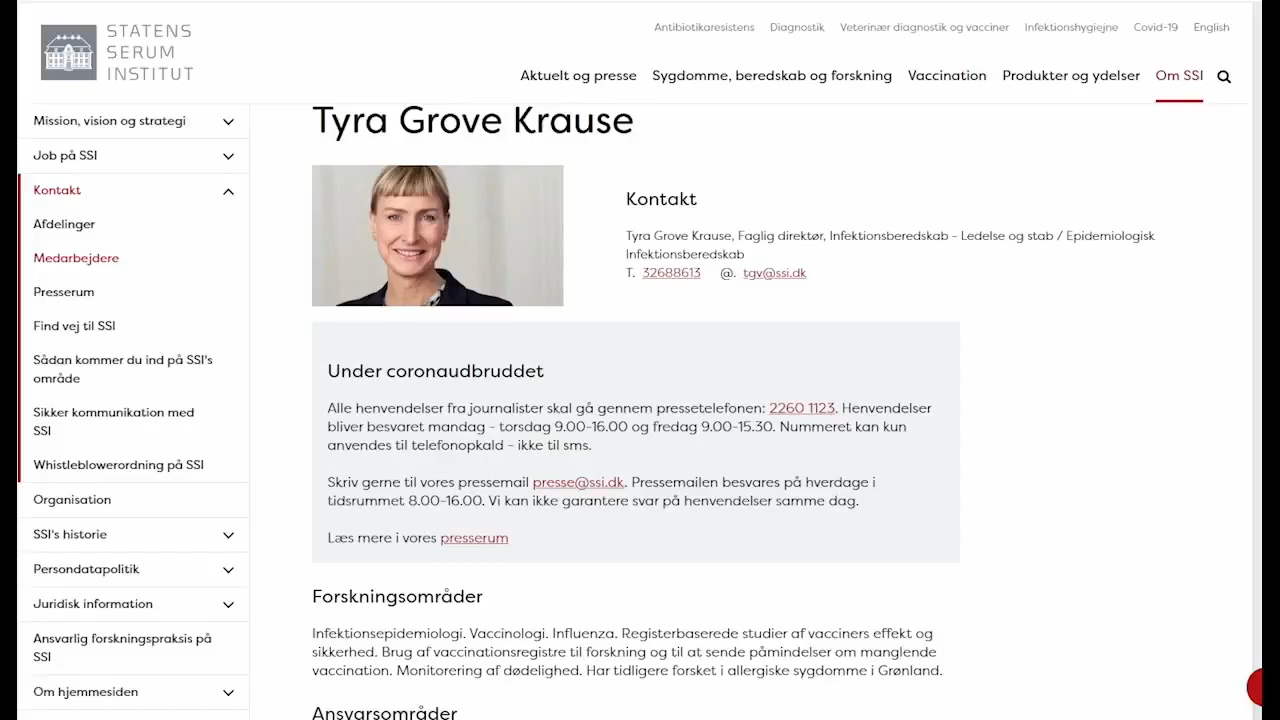 STATENS
SERUM
INSTITUT
Antibiotikaresistens Diagnostik Veterinær diagnostik og vacciner Infektionshygiejne Covid-19 English
Aktuelt og presse Sygdomme, beredskab og forskning Vaccination Produkter og ydelser Om SSI
Mission, vision og strategi
Job på SSI
Kontakt
Afdelinger
Medarbejdere
Presserum
Find vej til SSI
Sådan kommer du ind på SSI's
område
Sikker kommunikation med
SSI
Whistleblowerordning på SSI
Organisation
SSI's historie
Persondatapolitik
Juridisk information
Ansvarlig forskningspraksis på
SSI
Om hjemmesiden
Tyra Grove Krause
Kontakt
Tyra Grove Krause, Faglig direktør, Infektionsberedskab - Ledelse og stab / Epidemiologisk
Infektionsberedskab
T. 32688613 @. tgv@ssi.dk
Under coronaudbruddet
Alle henvendelser fra journalister skal gå gennem pressetelefonen: 2260 1123. Henvendelser
bliver besvaret mandag - torsdag 9.00-16.00 og fredag 9.00-15.30. Nummeret kan kun
anvendes til telefonopkald - ikke til sms.
Skriv gerne til vores pressemail presse@ssi.dk. Pressemailen besvares på hverdage i
tidsrummet 8.00-16.00. Vi kan ikke garantere svar på henvendelser samme dag.
Læs mere i vores presserum
Forskningsområder
Infektionsepidemiologi. Vaccinologi. Influenza. Registerbaserede studier af vacciners effekt og
sikkerhed. Brug af vaccinationsregistre til forskning og til at sende påmindelser om manglende
vaccination. Monitorering af dødelighed. Har tidligere forsket i allergiske sygdomme i Grønland.
Ansvarsområder